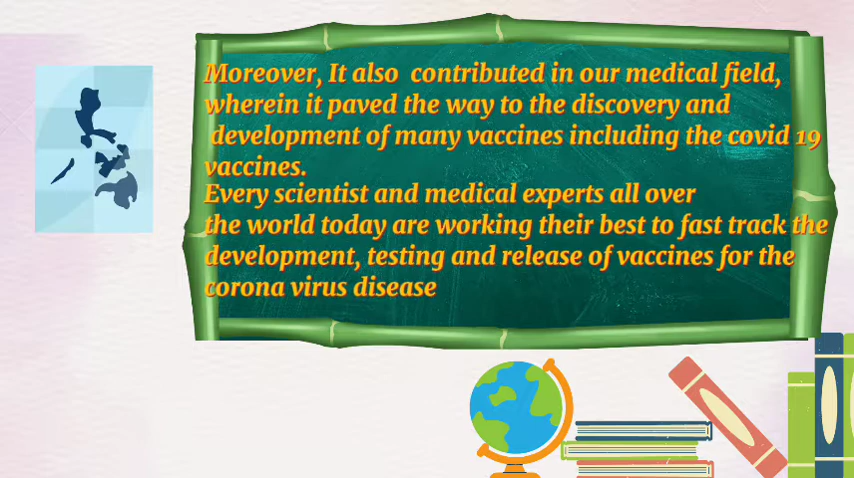 Moreover, It also contributed in our medical field,
wherein it paved the way to the discovery and
development of many vaccines including the covid 19
vaccines.
Every scientist and medical experts all over
the world today are working their best to fast track the
development, testing and release of vaccines for the
corona virus disease